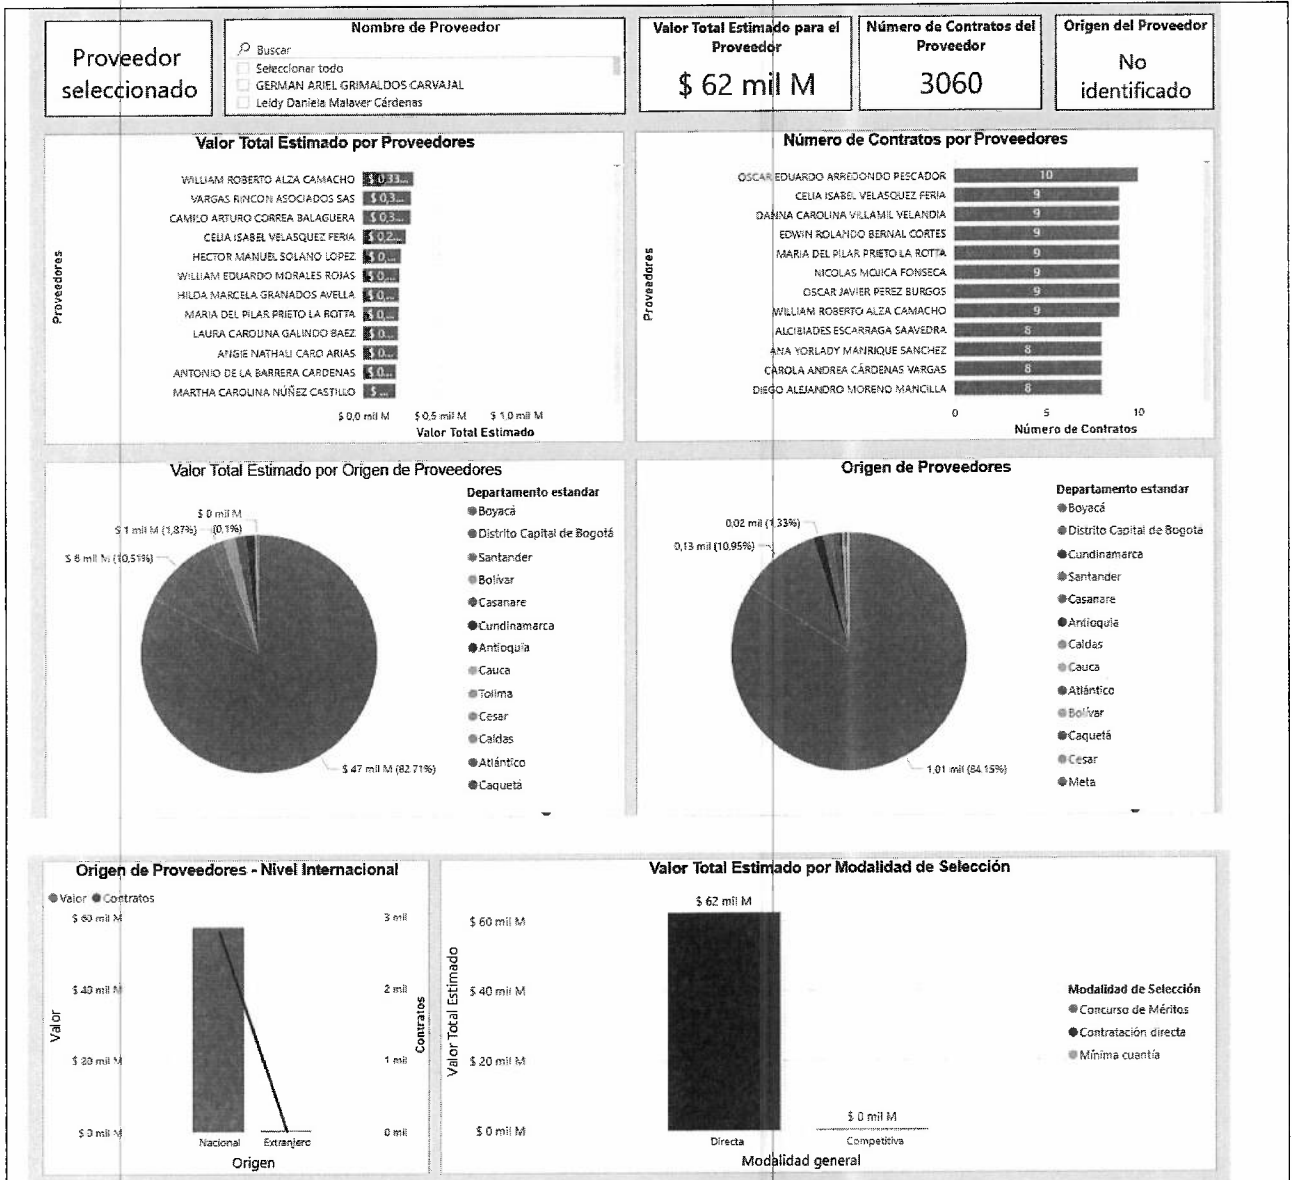 Proveedor
seleccionado
Nombre de Proveedor
Buscar
Seleccionar todo
GERMAN ARIEL GRIMALDOS CARVAJAL
Leidy Daniela Malaver Cárdenas
Valor Total Estimado para el
Proveedor
$ 62 mil M
Número de Contratos del
Proveedor
3060
Origen del Proveedor
No
identificado
Valor Total Estimado por Proveedores
Proveedores
WILLIAM ROBERTO ALZA CAMACHO $ 0,33...
VARGAS RINCON ASOCIADOS SAS $ 0,3...
CAMILO ARTURO CORREA BALAGUERA $ 0,3...
CELIA ISABEL VELASQUEZ FERIA $ 0,2...
HECTOR MANUEL SOLANO LOPEZ $ 0,...
WILLIAM EDUARDO MORALES ROJAS $ 0,...
HILDA MARCELA GRANADOS AVELLA $ 0,...
MARIA DEL PILAR PRIETO LA ROTTA $ 0,...
LAURA CAROLINA GALINDO BAEZ $ 0...
ANGIE NATHALI CARO ARIAS $ 0...
ANTONIO DE LA BARRERA CARDENAS $ 0...
MARTHA CAROLINA NÚÑEZ CASTILLO $ ...
$ 0,0 mil M $ 0,5 mil M $ 1,0 mil M
Valor Total Estimado
Número de Contratos por Proveedores
Proveedores
OSCAR EDUARDO ARREDONDO PESCADOR 10
CELIA ISABEL VELASQUEZ FERIA 9
DANNA CAROLINA VILLAMIL VELANDIA 9
EDWIN ROLANDO BERNAL CORTES 9
MARIA DEL PILAR PRIETO LA ROTTA 9
NICOLAS MOJICA FONSECA 9
OSCAR JAVIER PEREZ BURGOS 9
WILLIAM ROBERTO ALZA CAMACHO 9
ALCIBIADES ESCARRAGA SAAVEDRA 8
ANA YORLADY MANRIQUE SANCHEZ 8
CAROLA ANDREA CÁRDENAS VARGAS 8
DIEGO ALEJANDRO MORENO MANCILLA 8
0 5 10
Número de Contratos
Valor Total Estimado por Origen de Proveedores
$ 0 mil M
(0,1%)
$ 1 mil M (1,87%)
$ 6 mil M (10,51%)
$ 47 mil M (82.71%)
Departamento estandar
Boyacá
Distrito Capital de Bogotá
Santander
Bolívar
Casanare
Cundinamarca
Antioquia
Cauca
Tolima
Cesar
Caldas
Atlántico
Caquetá
Origen de Proveedores
0,02 mil (1,33%)
0,13 mil (10,95%)
1,01 mil (84.15%)
Departamento estandar
Boyacá
Distrito Capital de Bogotá
Cundinamarca
Santander
Casanare
Antioquia
Caldas
Cauca
Atlántico
Bolívar
Caquetá
Cesar
Meta
Origen de Proveedores - Nivel Internacional
Valor Contratos
$ 60 mil M 3 mil
$ 40 mil M 2 mil
$ 20 mil M 1 mil
$ 0 mil M 0 mil
Valor
Contratos
Nacional Extranjero
Origen
Valor Total Estimado por Modalidad de Selección
$ 62 mil M
$ 60 mil M
$ 40 mil M
$ 20 mil M
$ 0 mil M
Valor Total Estimado
$ 0 mil M
Directa Competitiva
Modalidad general
Modalidad de Selección
Concurso de Méritos
Contratación directa
Mínima cuantía